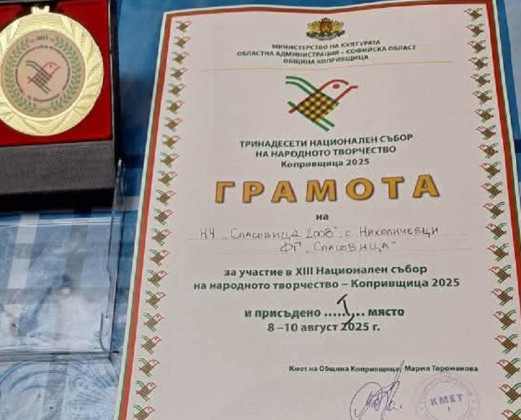 МИНИСТЕРСТВО НА КУЛТУРАТА
ОБЛАСТНА АДМИНИСТРАЦИЯ – СОФИЙСКА ОБЛАСТ
ОБЩИНА КОПРИВЩИЦА
ТРИНАДЕСЕТИ НАЦИОНАЛЕН СЪБОР
НА НАРОДНОТО ТВОРЧЕСТВО
Копривщица 2025
ГРАМОТА
на
НЧ „Спасовица 2008", с. Николичевци
ФГ „Спасовица"
за участие в XIII Национален събор
на народното творчество – Копривщица 2025
и присъдено .....I... място
8 –10 август 2025 г.
Кмет на Община Копривщица, Мария Тороманова
КМЕТ